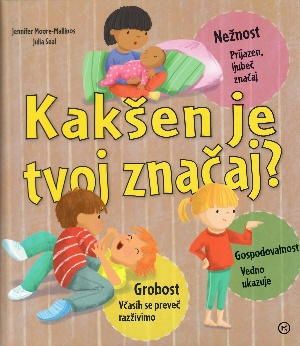 Jennifer Moore-Mallinos
Julia Seal
Nežnost
Prijazen,
ljubeč
značaj
Kakšen je
tvoj značaj?
Gospodovalnost
Vedno
ukazuje
Grobost
Včasih se preveč
razživimo